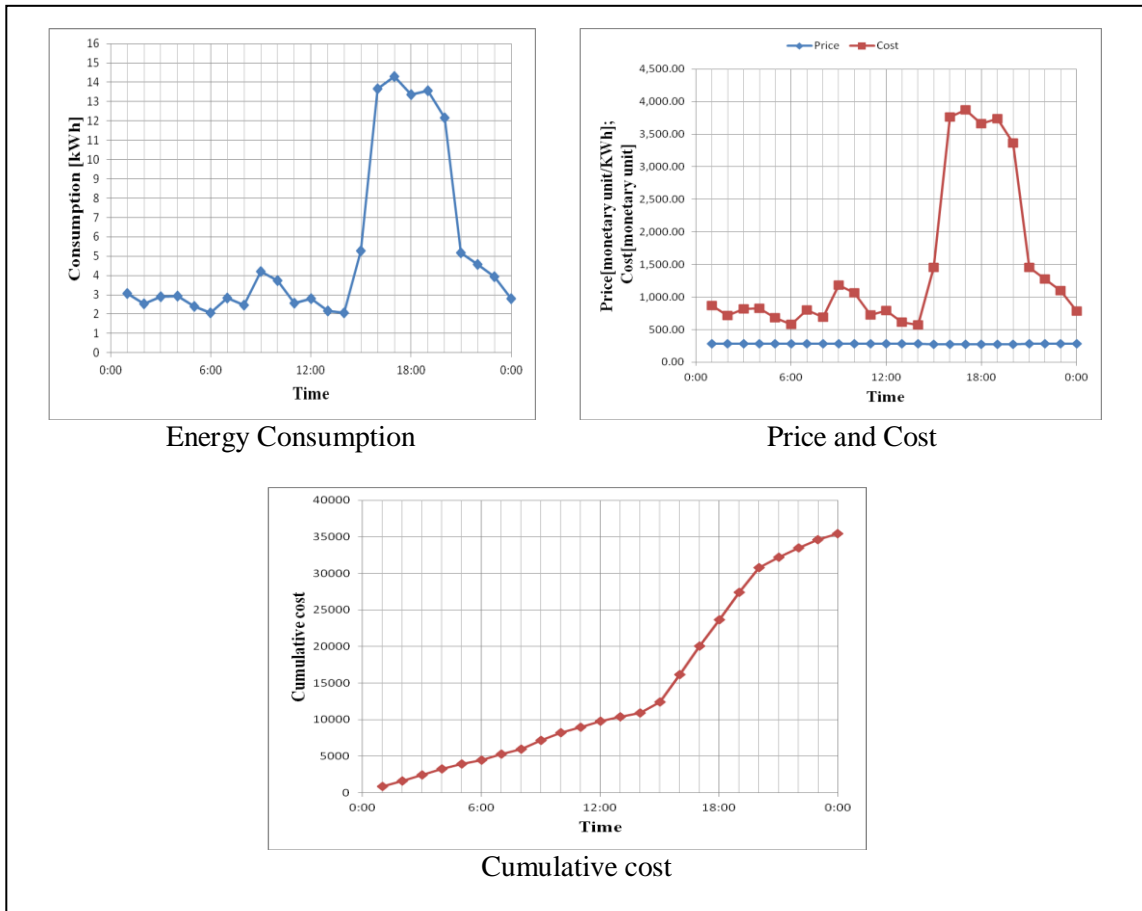 16
15
14
13
12
11
10
9
8
7
6
5
4
3
2
1
0
Consumption [kWh]
0:00 6:00 12:00 18:00 0:00
Time
Energy Consumption
Price Cost
4,500.00
4,000.00
3,500.00
3,000.00
2,500.00
2,000.00
1,500.00
1,000.00
500.00
0.00
Price[monetary unit/KWh];
Cost[monetary unit]
0:00 6:00 12:00 18:00 0:00
Time
Price and Cost
40000
35000
30000
25000
20000
15000
10000
5000
0
Cumulative cost
0:00 6:00 12:00 18:00 0:00
Time
Cumulative cost